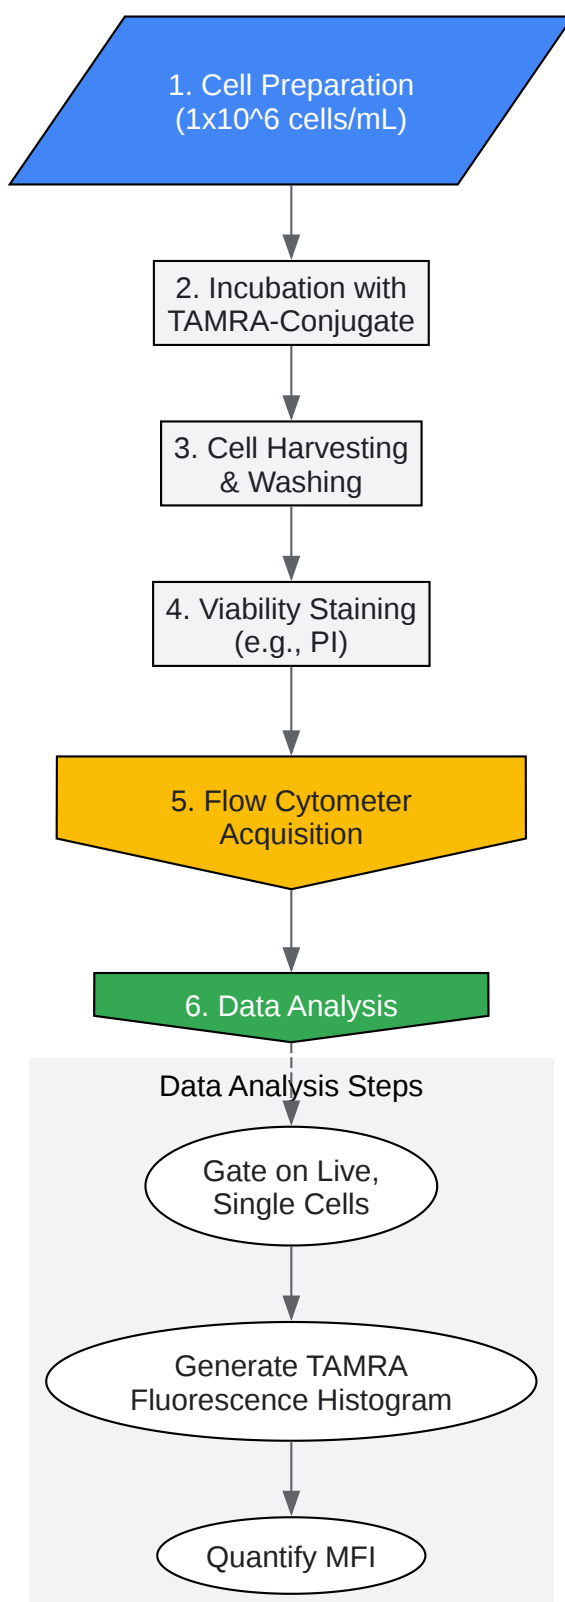 1. Cell Preparation
(1x10^6 cells/mL)
2. Incubation with
TAMRA-Conjugate
3. Cell Harvesting
& Washing
4. Viability Staining
(e.g., PI)
5. Flow Cytometer
Acquisition
6. Data Analysis
Data Analysis Steps
Gate on Live,
Single Cells
Generate TAMRA
Fluorescence Histogram
Quantify MFI